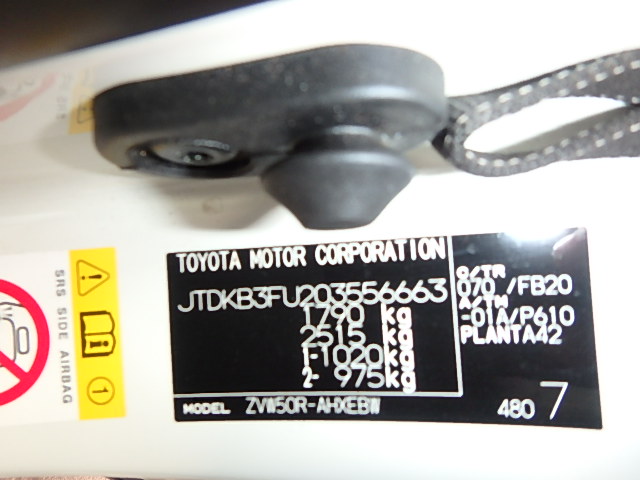 TOYOTA MOTOR CORPORATION
JTDKB3FU203556663
1790 kg
2515 kg
1-1020kg
2- 975kg
C/TR
070 /FB20
A/TM
-01A/P610
PLANTA42
MODEL ZVW50R-AHXEBW
480 7
SRS SIDE AIRBAG
1